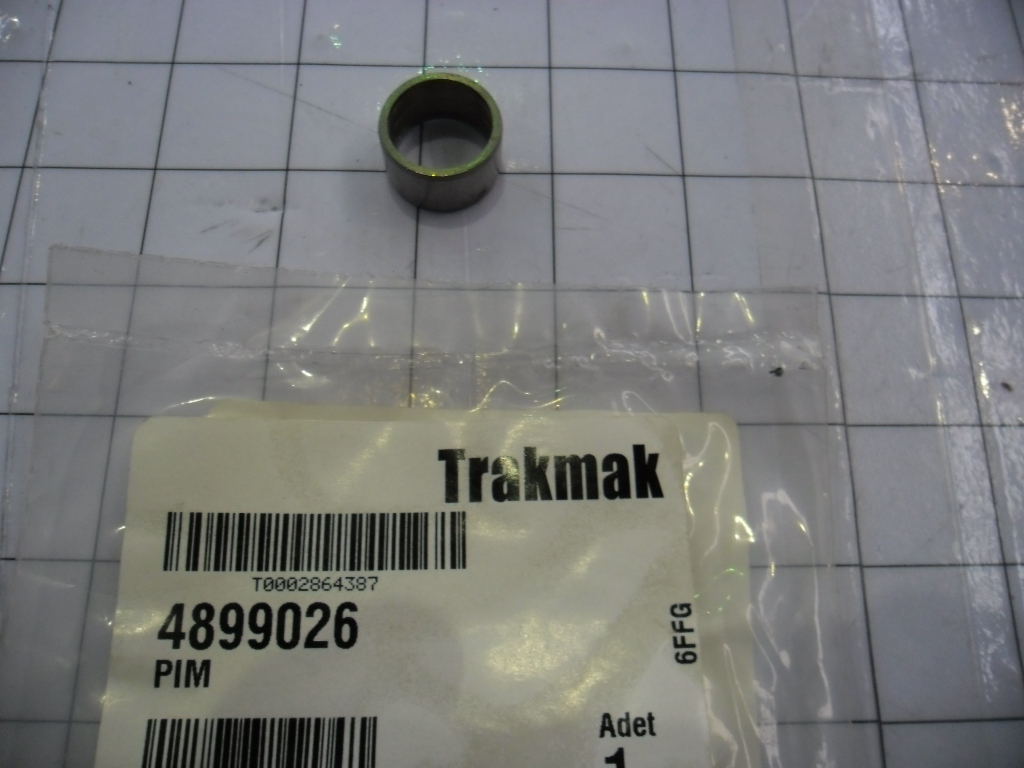 Trakmak
T0002864387
4899026
PIM
6FFG
Adet
1